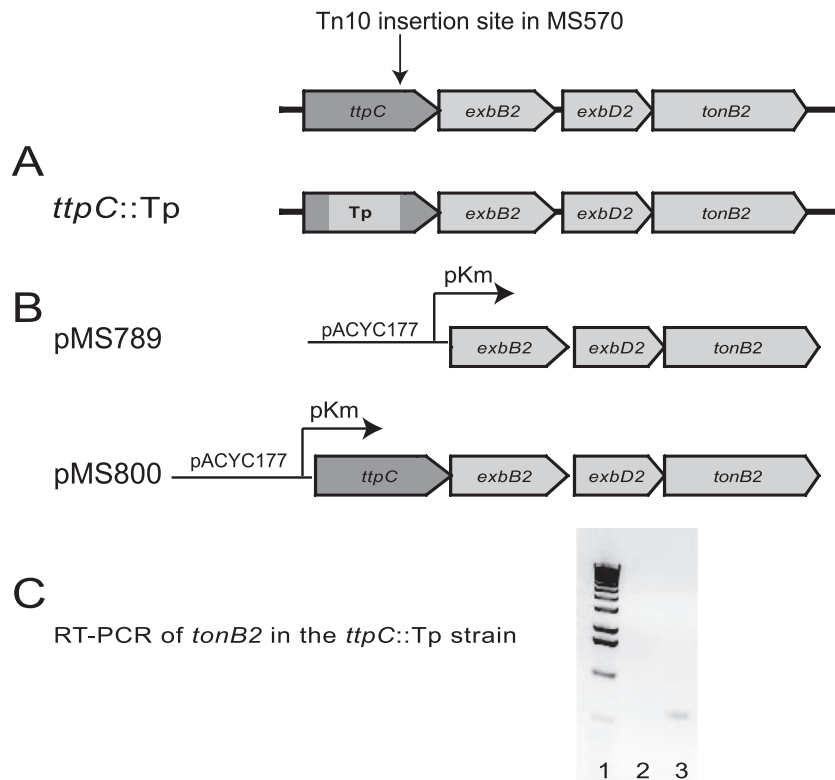 Tn10 insertion site in MS570
ttpC exbB2 exbD2 tonB2
A
ttpC::Tp
Tp exbB2 exbD2 tonB2
B
pKm
pMS789
pACYC177
exbB2 exbD2 tonB2
pKm
pMS800
pACYC177
ttpC exbB2 exbD2 tonB2
C
RT-PCR of tonB2 in the ttpC::Tp strain
1 2 3